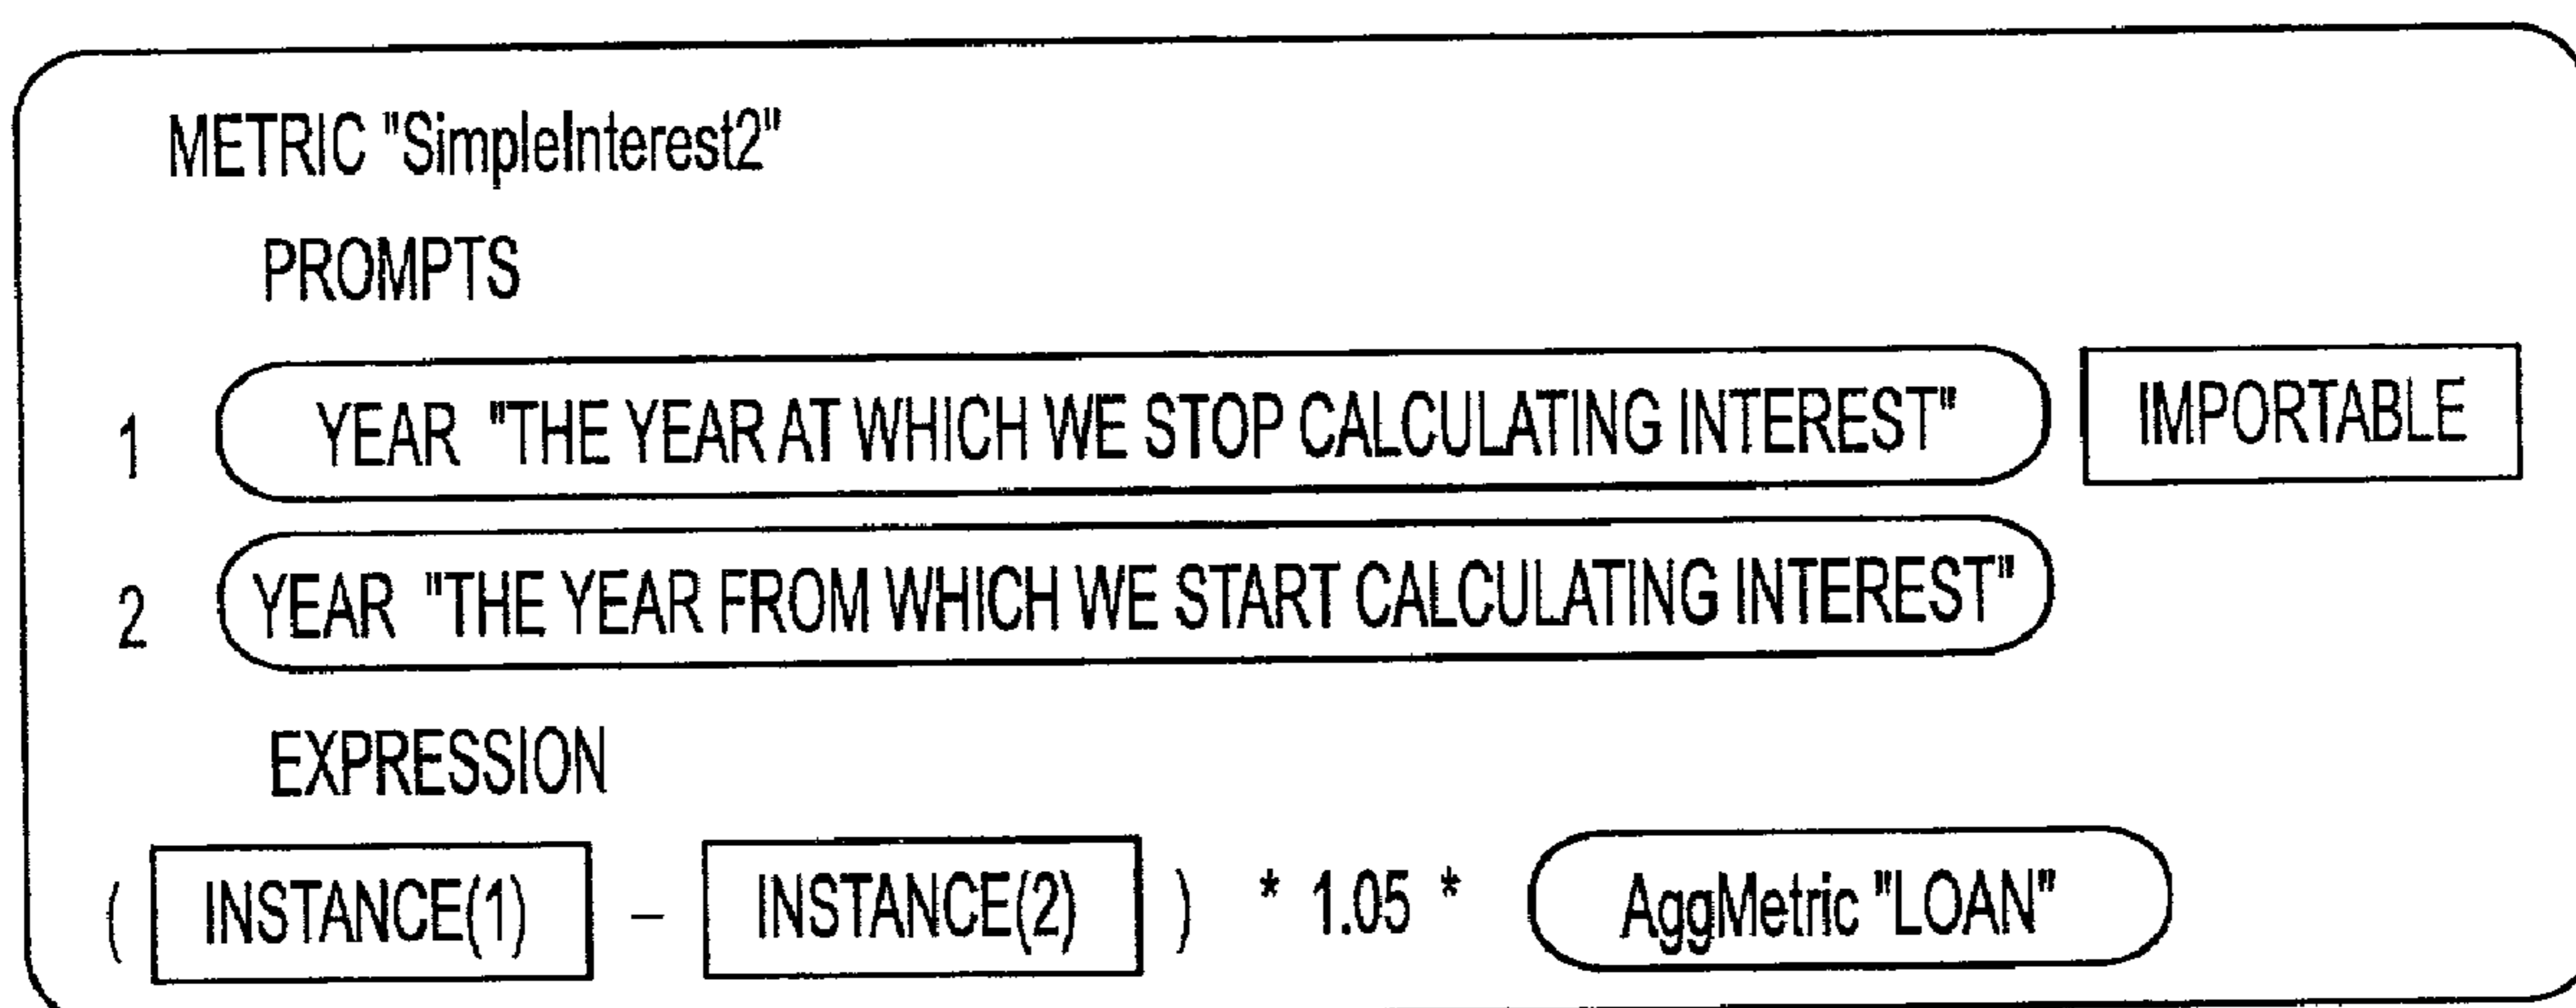 METRIC "SimpleInterest2"
PROMPTS
1 YEAR "THE YEAR AT WHICH WE STOP CALCULATING INTEREST" IMPORTABLE
2 YEAR "THE YEAR FROM WHICH WE START CALCULATING INTEREST"
EXPRESSION
( INSTANCE(1) – INSTANCE(2) ) * 1.05 * AggMetric "LOAN"